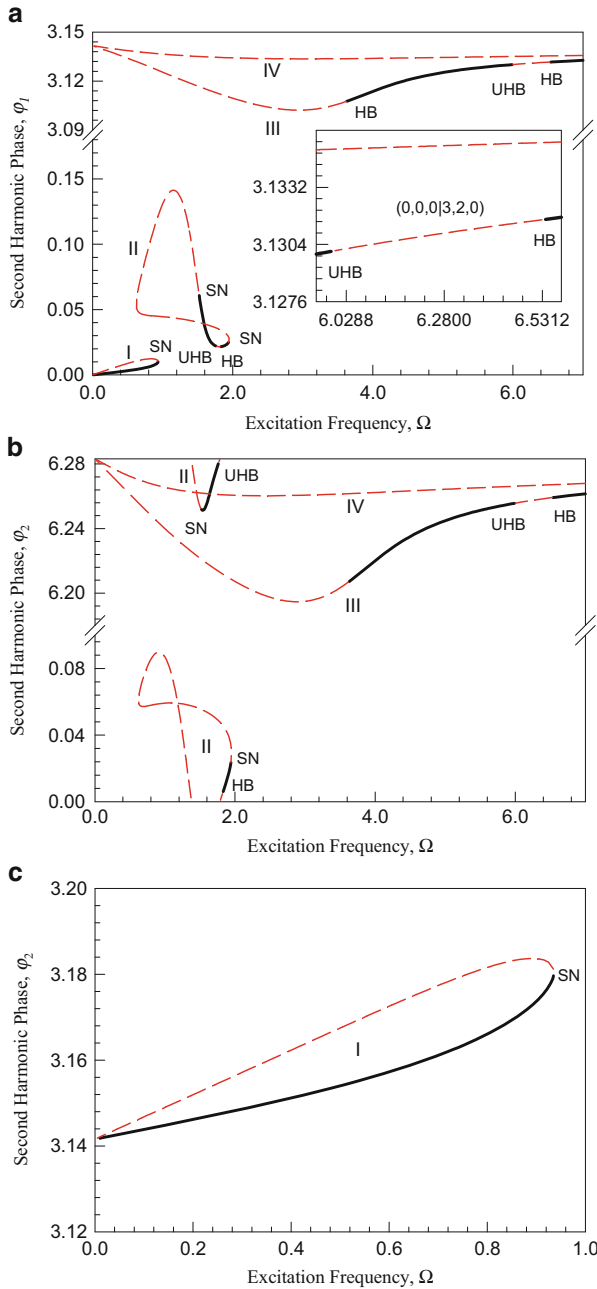 a
3.15
3.12
3.09
0.15
0.10
0.05
0.00
Second Harmonic Phase, φ1
IV
III
HB
UHB
HB
II
SN
SN
I
SN
UHB
HB
3.1332
3.1304
3.1276
(0,0,0|3,2,0)
UHB
HB
6.0288
6.2800
6.5312
0.0
2.0
4.0
6.0
Excitation Frequency, Ω
b
6.28
6.24
6.20
0.08
0.04
0.00
Second Harmonic Phase, φ2
II
UHB
SN
IV
UHB
HB
III
II
SN
HB
0.0
2.0
4.0
6.0
Excitation Frequency, Ω
c
3.20
3.18
3.16
3.14
3.12
Second Harmonic Phase, φ2
SN
I
0.0
0.2
0.4
0.6
0.8
1.0
Excitation Frequency, Ω